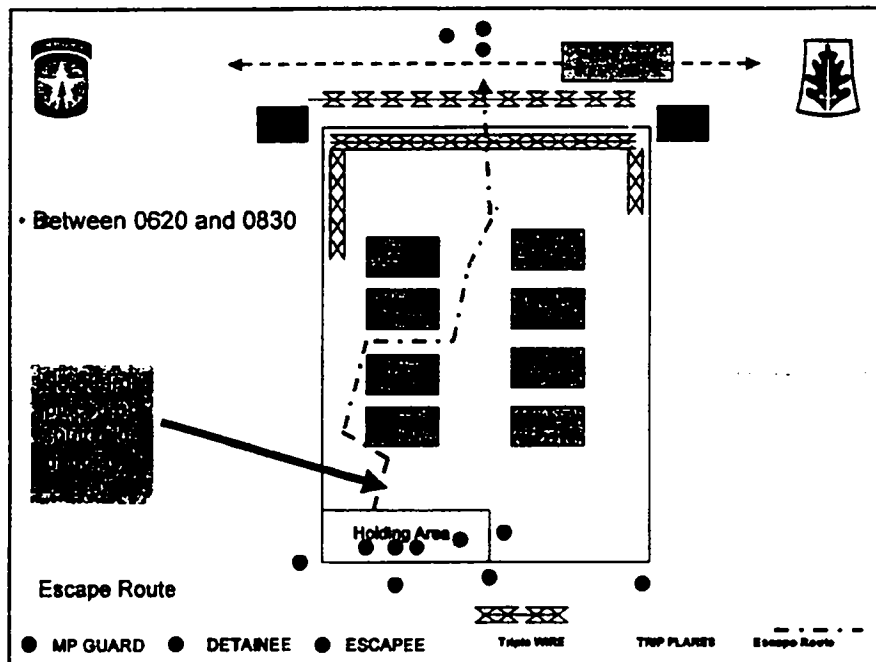 • Between 0620 and 0830
Holding Area
Escape Route
MP GUARD
DETAINEE
ESCAPEE
Triple WIRE
TRIP FLARES
Escape Route